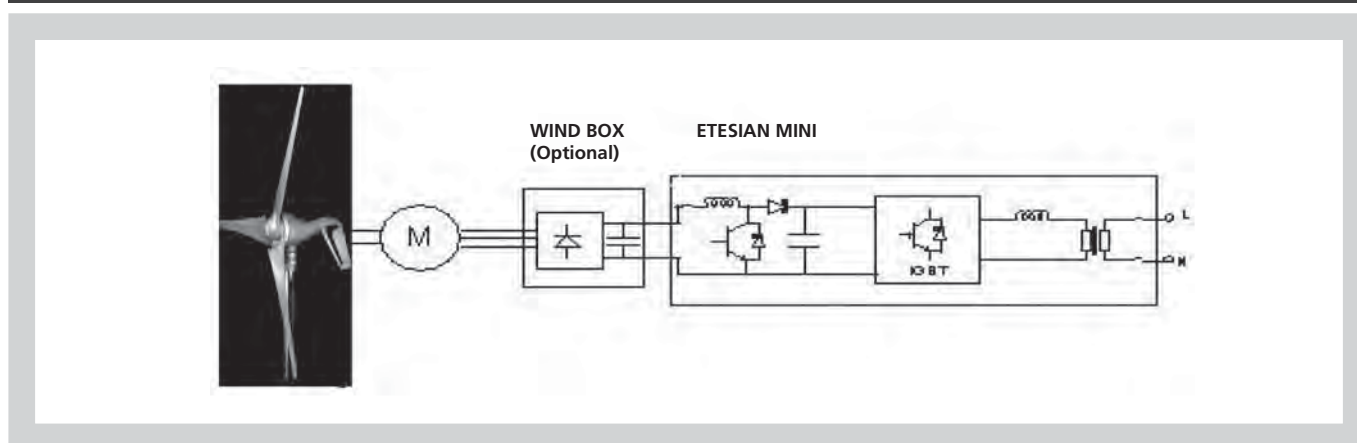 WIND BOX
(Optional)
ETESIAN MINI
M
IGBT
L
N